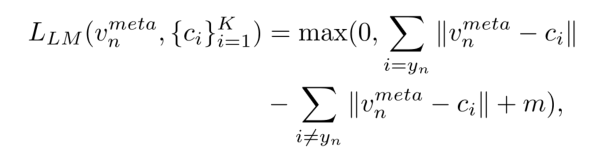 L_{LM}(v_n^{meta}, \{c_i\}_{i=1}^K) = \max(0, \sum_{i=y_n} \|v_n^{meta} - c_i\|
- \sum_{i \neq y_n} \|v_n^{meta} - c_i\| + m),